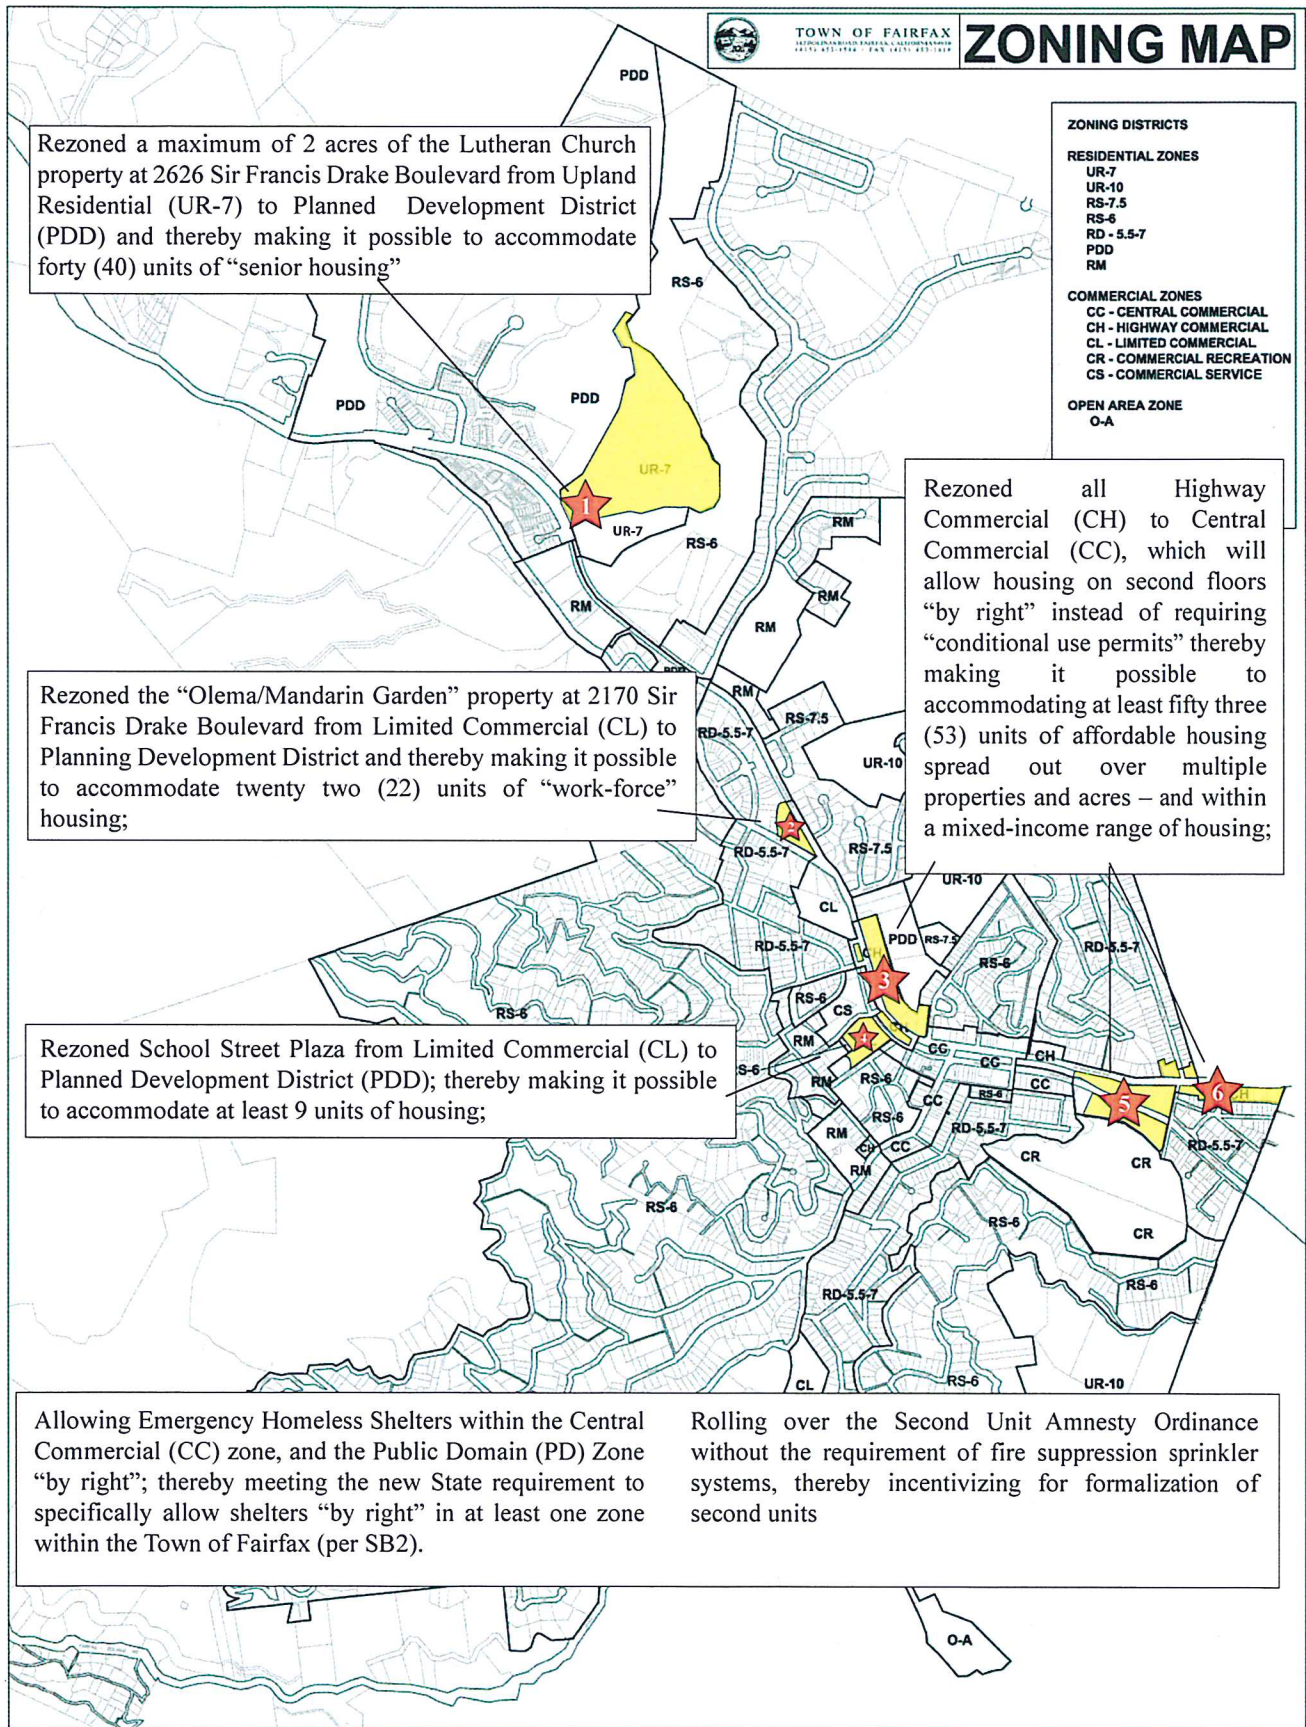 TOWN OF FAIRFAX
ZONING MAP
ZONING DISTRICTS
RESIDENTIAL ZONES
UR-7
UR-10
RS-7.5
RS-6
RD - 5.5-7
PDD
RM
COMMERCIAL ZONES
CC - CENTRAL COMMERCIAL
CH - HIGHWAY COMMERCIAL
CL - LIMITED COMMERCIAL
CR - COMMERCIAL RECREATION
CS - COMMERCIAL SERVICE
OPEN AREA ZONE
O-A
PDD
Rezoned a maximum of 2 acres of the Lutheran Church
property at 2626 Sir Francis Drake Boulevard from Upland
Residential (UR-7) to Planned Development District
(PDD) and thereby making it possible to accommodate
forty (40) units of “senior housing”
RS-6
PDD
PDD
UR-7
1
UR-7
RS-6
RM
RM
RM
RM
Rezoned all Highway
Commercial (CH) to Central
Commercial (CC), which will
allow housing on second floors
“by right” instead of requiring
“conditional use permits” thereby
making it possible to
accommodating at least fifty three
(53) units of affordable housing
spread out over multiple
properties and acres – and within
a mixed-income range of housing;
PDD
Rezoned the “Olema/Mandarin Garden” property at 2170 Sir
Francis Drake Boulevard from Limited Commercial (CL) to
Planning Development District and thereby making it possible
to accommodate twenty two (22) units of “work-force”
housing;
RM
RS-7.5
RD-5.5-7
UR-10
2
RD-5.5-7
RS-7.5
UR-10
CL
RD-5.5-7
CH
PDD
RS-7.5
RD-5.5-7
RS-6
3
RS-6
CS
RS-6
Rezoned School Street Plaza from Limited Commercial (CL) to
Planned Development District (PDD); thereby making it possible
to accommodate at least 9 units of housing;
RM
4
CC
CC
CH
RS-6
RM
RS-6
CC
CC
RS-6
5
6
CH
RS-6
RM
RD-5.5-7
RD-5.5-7
CH
CC
RM
CR
CR
CR
RS-6
RS-6
RS-6
RD-5.5-7
CL
RS-6
UR-10
Allowing Emergency Homeless Shelters within the Central
Commercial (CC) zone, and the Public Domain (PD) Zone
“by right”; thereby meeting the new State requirement to
specifically allow shelters “by right” in at least one zone
within the Town of Fairfax (per SB2).
Rolling over the Second Unit Amnesty Ordinance
without the requirement of fire suppression sprinkler
systems, thereby incentivizing for formalization of
second units
O-A